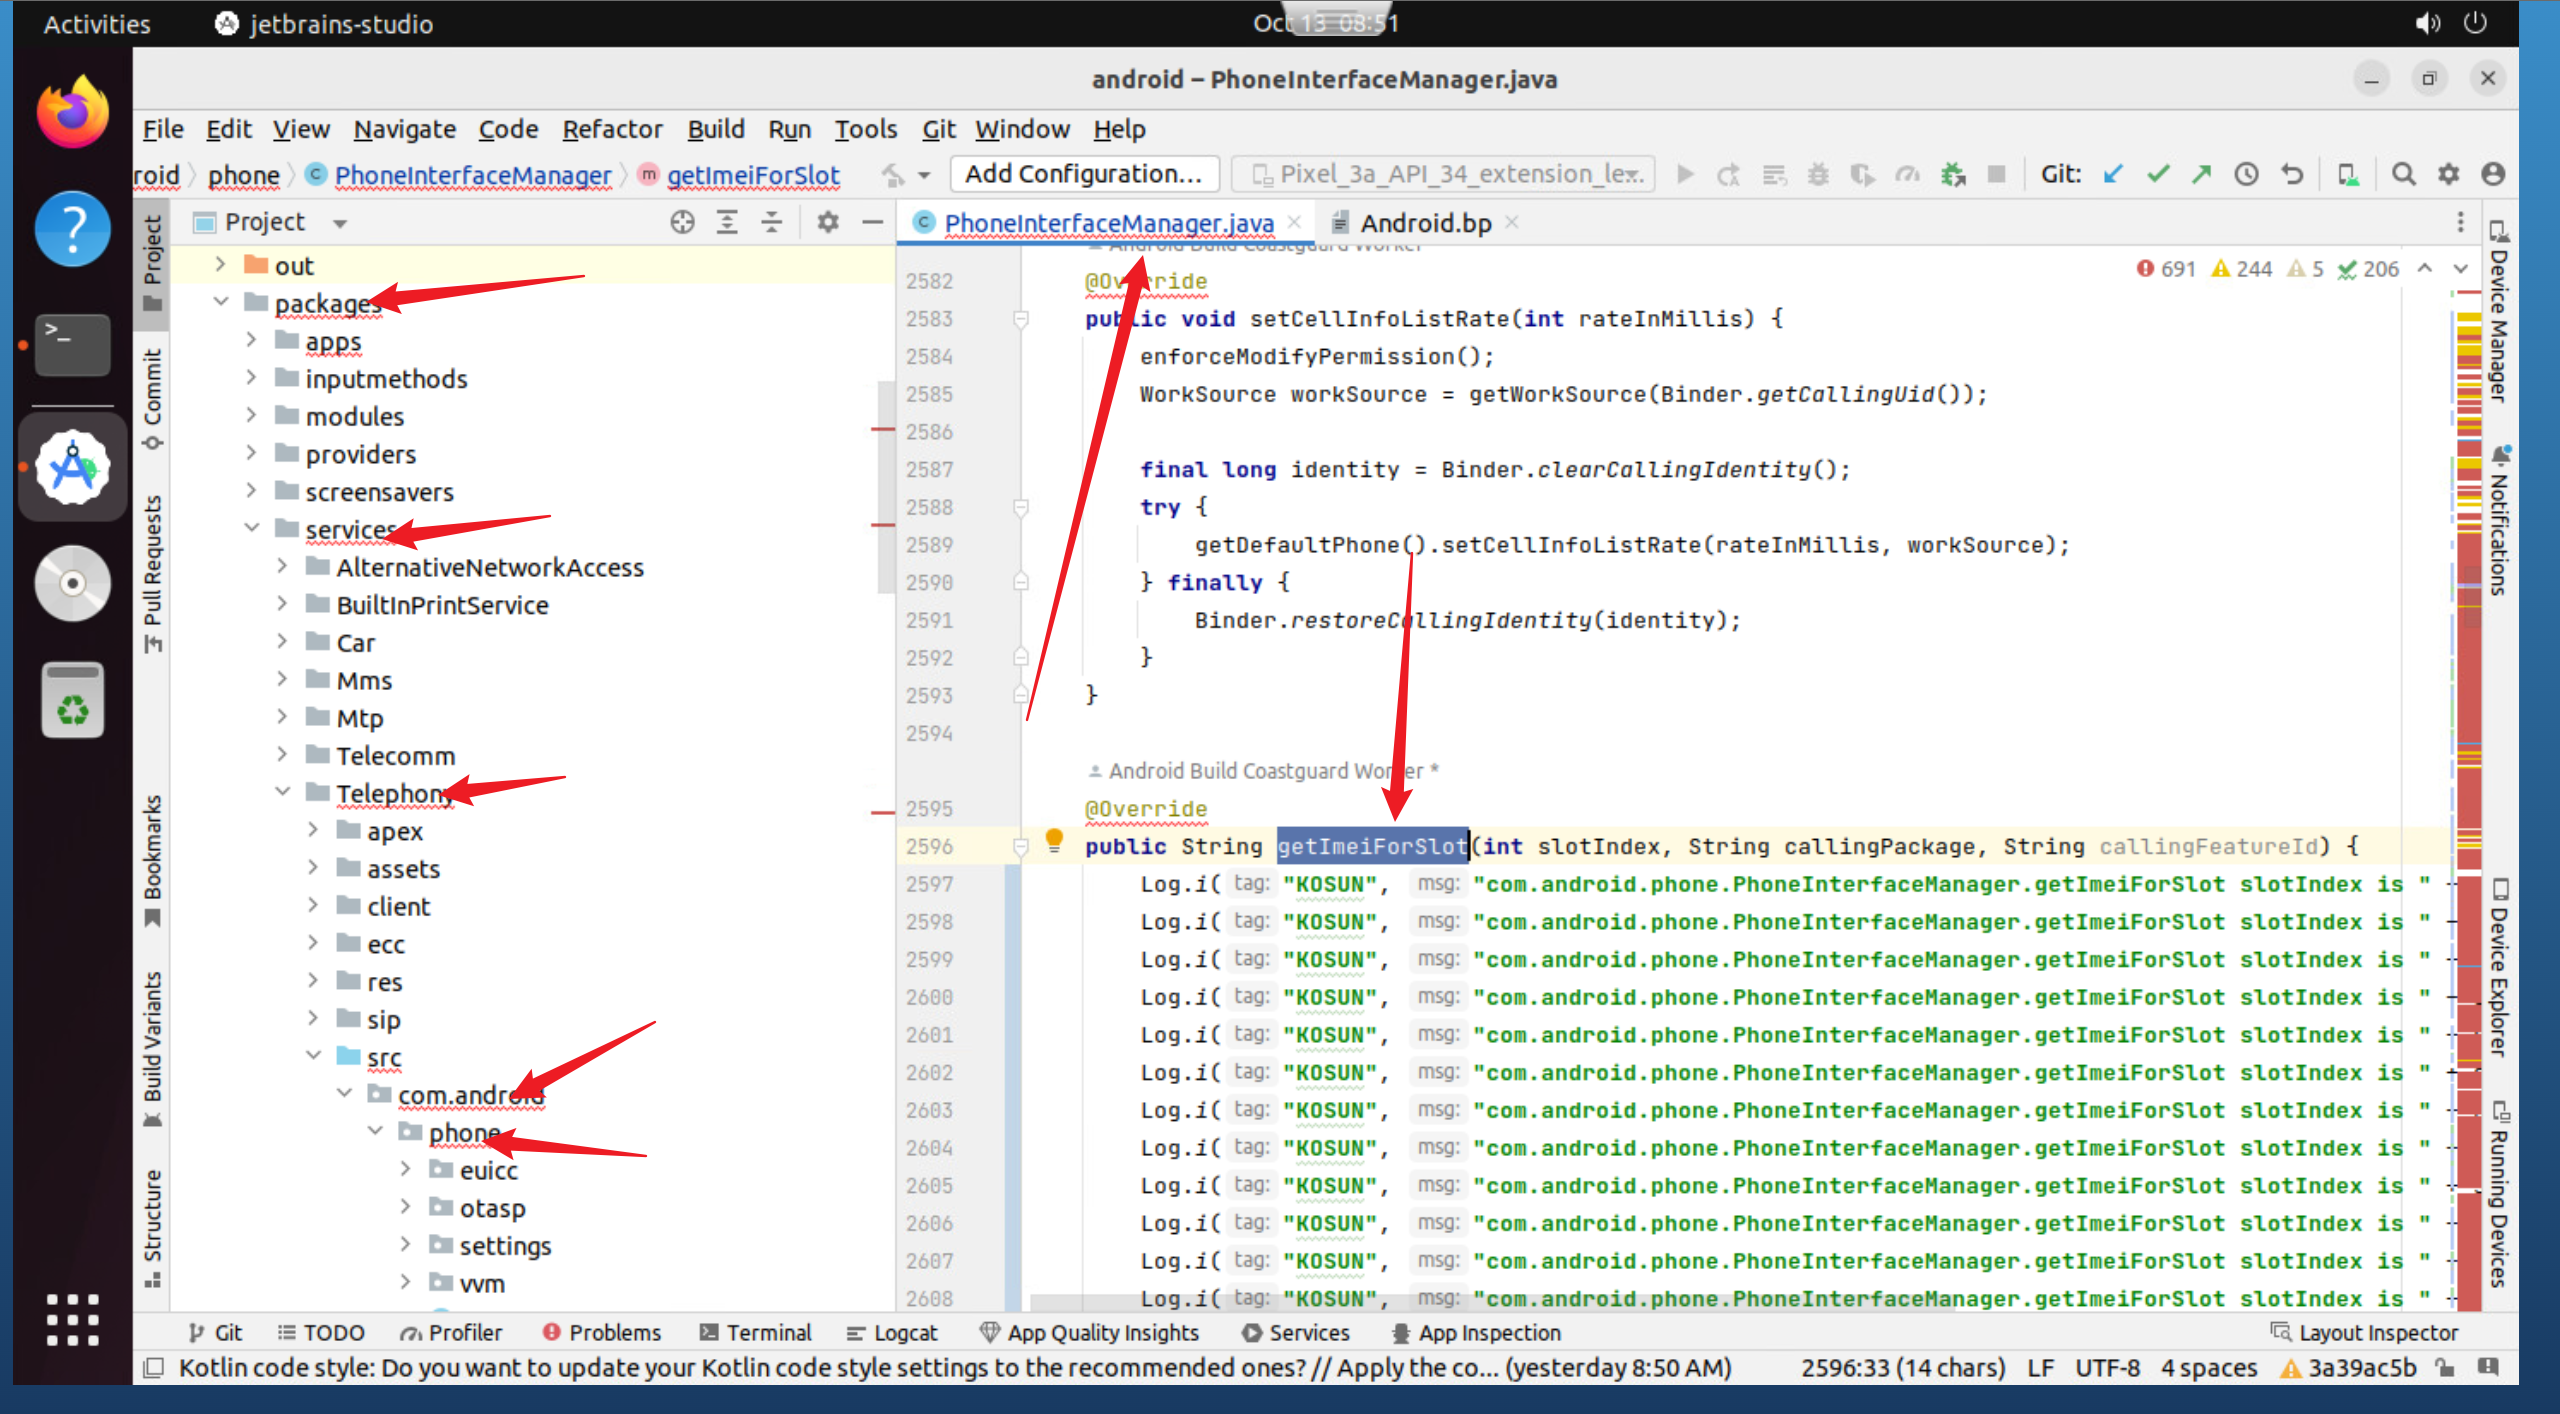 Activities
jetbrains-studio
Oct 13 08:51
android – PhoneInterfaceManager.java
File Edit View Navigate Code Refactor Build Run Tools Git Window Help
roid phone PhoneInterfaceManager getImeiForSlot
Add Configuration...
Pixel_3a_API_34_extension_le..
Git:
Project
PhoneInterfaceManager.java
Android.bp
Project
Commit
Pull Requests
Bookmarks
Build Variants
Structure
out
packages
apps
inputmethods
modules
providers
screensavers
services
AlternativeNetworkAccess
BuiltInPrintService
Car
Mms
Mtp
Telecomm
Telephony
apex
assets
client
ecc
res
sip
src
com.android
phone
euicc
otasp
settings
vvm
Android Build Coastguard Worker
691 244 5 206
2582 @Override
2583 public void setCellInfoListRate(int rateInMillis) {
2584 enforceModifyPermission();
2585 WorkSource workSource = getWorkSource(Binder.getCallingUid());
2586
2587 final long identity = Binder.clearCallingIdentity();
2588 try {
2589 getDefaultPhone().setCellInfoListRate(rateInMillis, workSource);
2590 } finally {
2591 Binder.restoreCallingIdentity(identity);
2592 }
2593 }
2594
Android Build Coastguard Worker *
2595 @Override
2596 public String getImeiForSlot(int slotIndex, String callingPackage, String callingFeatureId) {
2597 Log.i( tag: "KOSUN", msg: "com.android.phone.PhoneInterfaceManager.getImeiForSlot slotIndex is "
2598 Log.i( tag: "KOSUN", msg: "com.android.phone.PhoneInterfaceManager.getImeiForSlot slotIndex is "
2599 Log.i( tag: "KOSUN", msg: "com.android.phone.PhoneInterfaceManager.getImeiForSlot slotIndex is "
2600 Log.i( tag: "KOSUN", msg: "com.android.phone.PhoneInterfaceManager.getImeiForSlot slotIndex is "
2601 Log.i( tag: "KOSUN", msg: "com.android.phone.PhoneInterfaceManager.getImeiForSlot slotIndex is "
2602 Log.i( tag: "KOSUN", msg: "com.android.phone.PhoneInterfaceManager.getImeiForSlot slotIndex is "
2603 Log.i( tag: "KOSUN", msg: "com.android.phone.PhoneInterfaceManager.getImeiForSlot slotIndex is "
2604 Log.i( tag: "KOSUN", msg: "com.android.phone.PhoneInterfaceManager.getImeiForSlot slotIndex is "
2605 Log.i( tag: "KOSUN", msg: "com.android.phone.PhoneInterfaceManager.getImeiForSlot slotIndex is "
2606 Log.i( tag: "KOSUN", msg: "com.android.phone.PhoneInterfaceManager.getImeiForSlot slotIndex is "
2607 Log.i( tag: "KOSUN", msg: "com.android.phone.PhoneInterfaceManager.getImeiForSlot slotIndex is "
2608 Log.i( tag: "KOSUN", msg: "com.android.phone.PhoneInterfaceManager.getImeiForSlot slotIndex is "
Device Manager
Notifications
Device Explorer
Running Devices
Git TODO Profiler Problems Terminal Logcat App Quality Insights Services App Inspection Layout Inspector
Kotlin code style: Do you want to update your Kotlin code style settings to the recommended ones? // Apply the co... (yesterday 8:50 AM) 2596:33 (14 chars) LF UTF-8 4 spaces 3a39ac5b